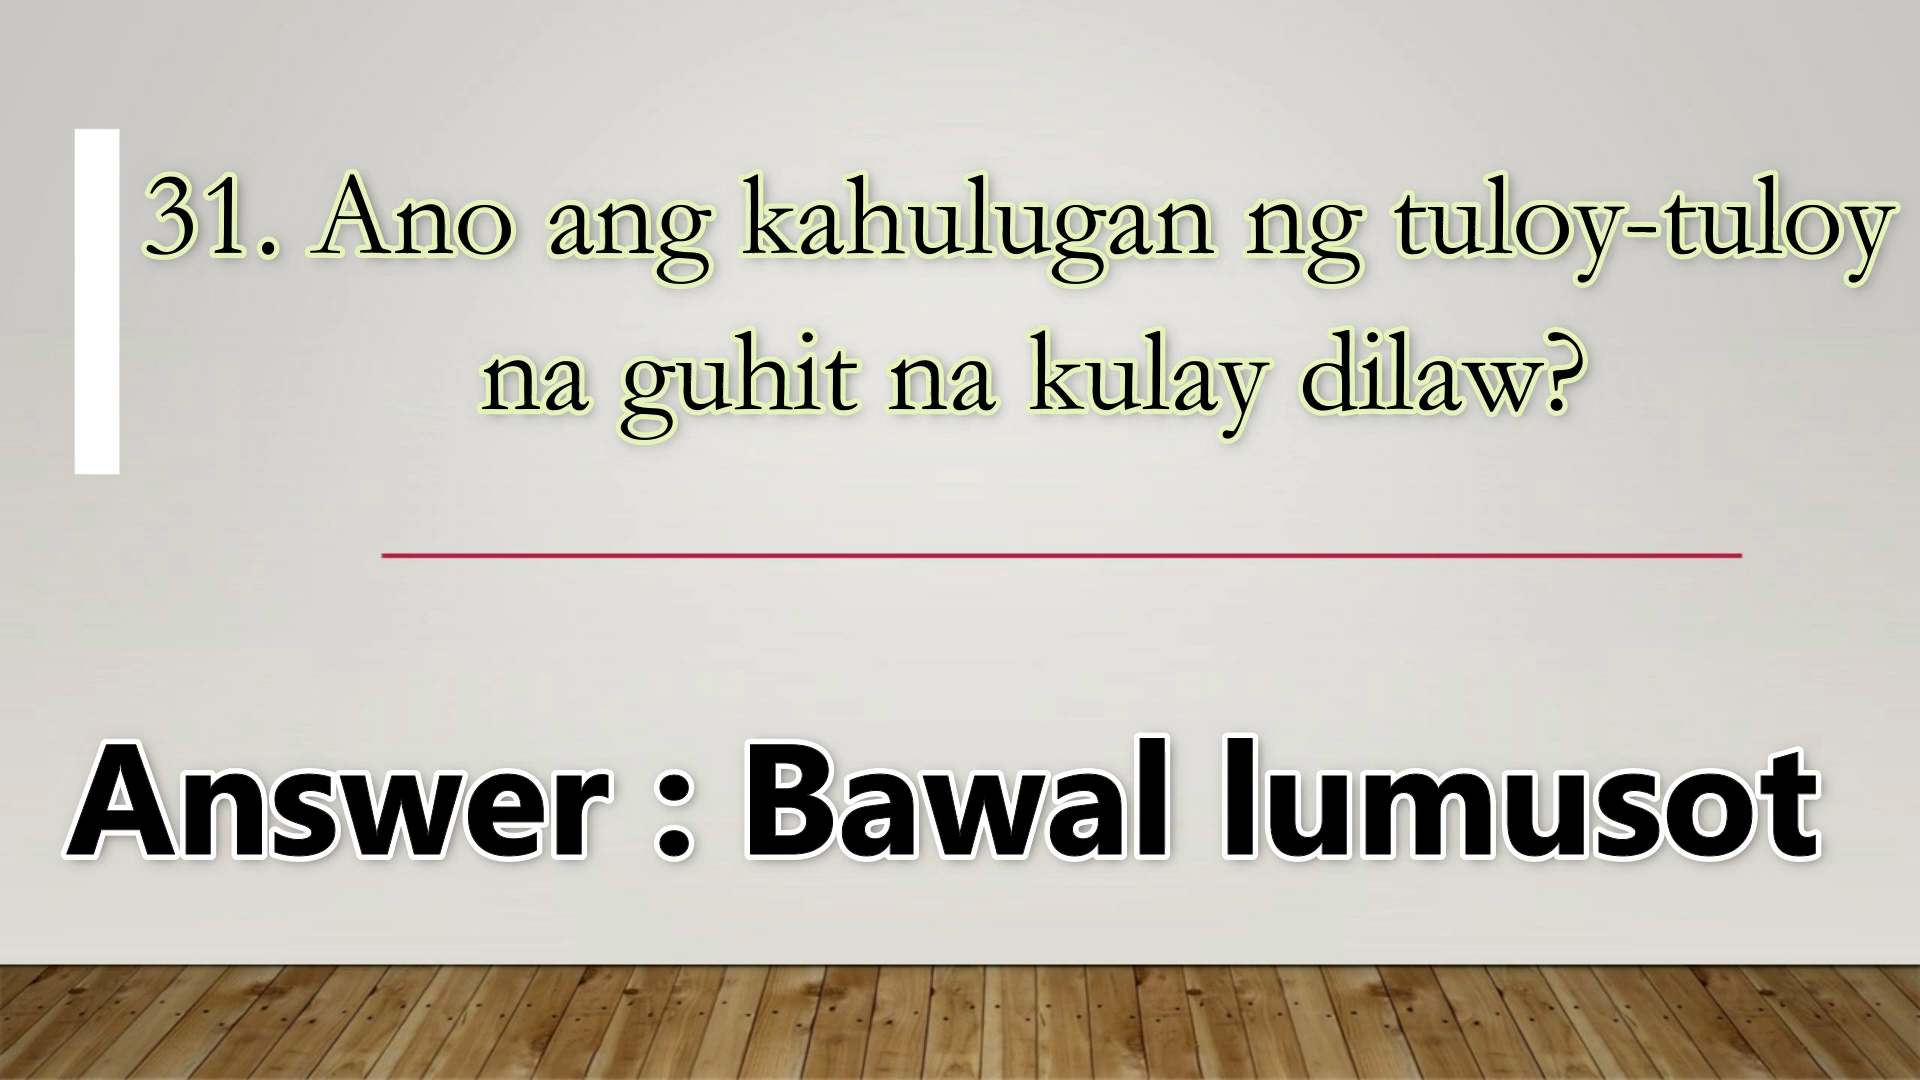 31. Ano ang kahulugan ng tuloy-tuloy
na guhit na kulay dilaw?
Answer : Bawal lumusot